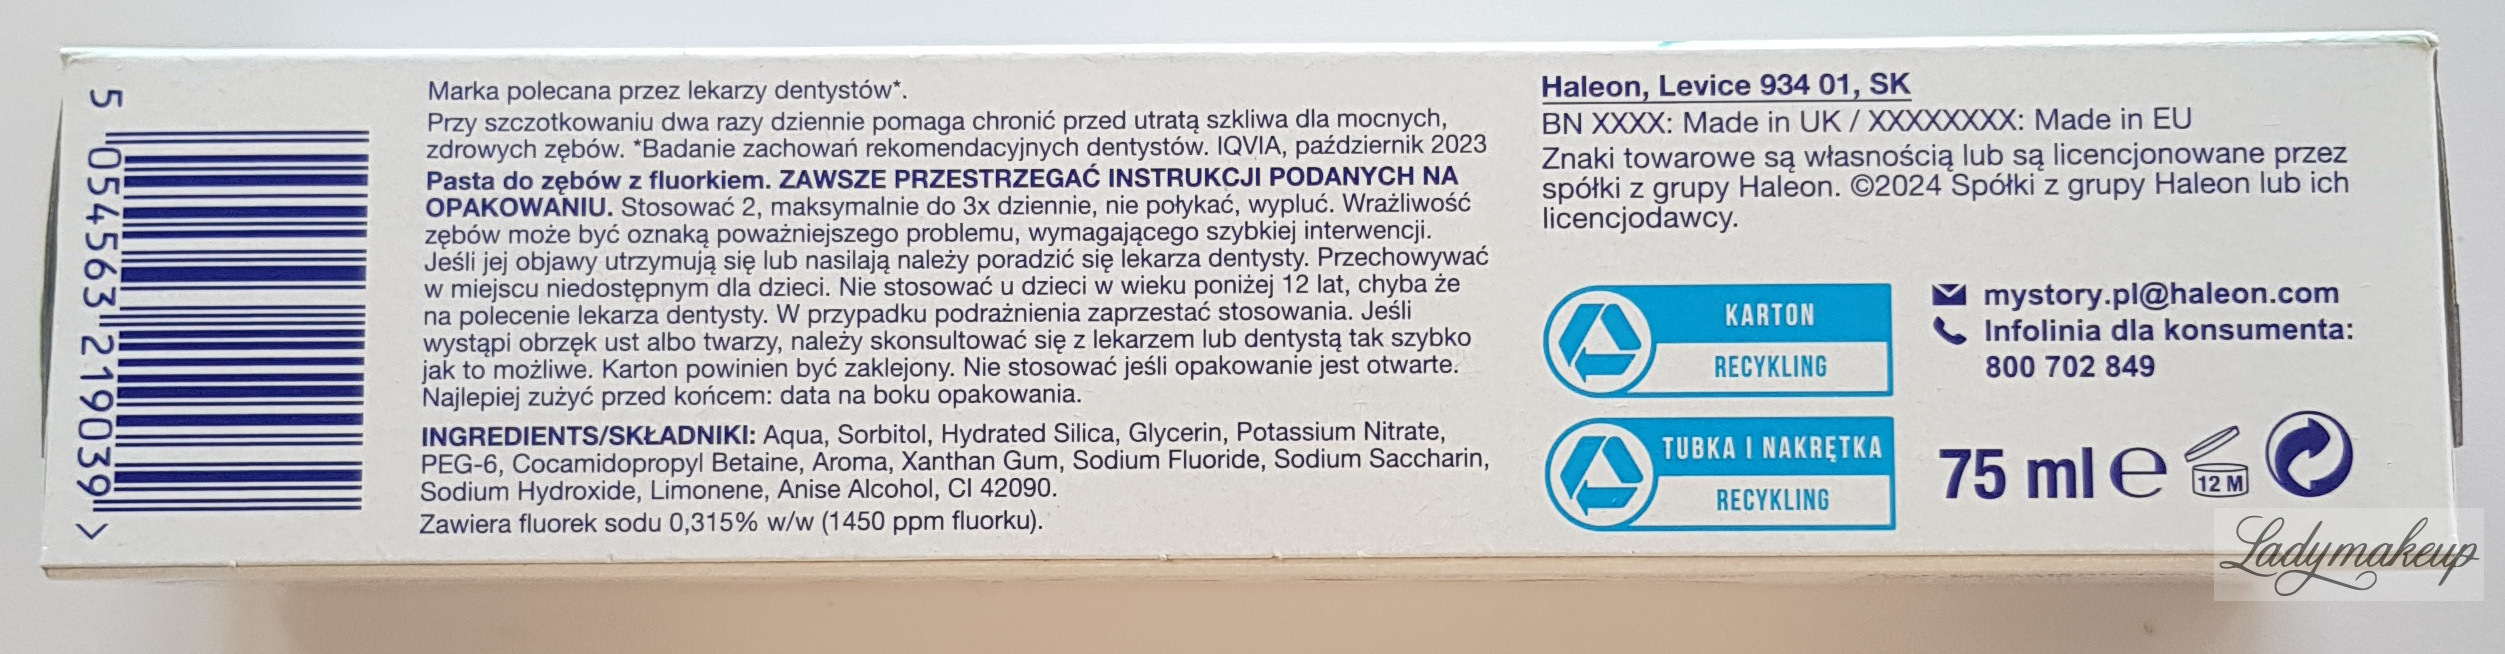 5 054563 219039 >
Marka polecana przez lekarzy dentystów*.
Przy szczotkowaniu dwa razy dziennie pomaga chronić przed utratą szkliwa dla mocnych,
zdrowych zębów. *Badanie zachowań rekomendacyjnych dentystów. IQVIA, październik 2023
Pasta do zębów z fluorkiem. ZAWSZE PRZESTRZEGAĆ INSTRUKCJI PODANYCH NA
OPAKOWANIU. Stosować 2, maksymalnie do 3x dziennie, nie połykać, wypluć. Wrażliwość
zębów może być oznaką poważniejszego problemu, wymagającego szybkiej interwencji.
Jeśli jej objawy utrzymują się lub nasilają należy poradzić się lekarza dentysty. Przechowywać
w miejscu niedostępnym dla dzieci. Nie stosować u dzieci w wieku poniżej 12 lat, chyba że
na polecenie lekarza dentysty. W przypadku podrażnienia zaprzestać stosowania. Jeśli
wystąpi obrzęk ust albo twarzy, należy skonsultować się z lekarzem lub dentystą tak szybko
jak to możliwe. Karton powinien być zaklejony. Nie stosować jeśli opakowanie jest otwarte.
Najlepiej zużyć przed końcem: data na boku opakowania.
INGREDIENTS/SKŁADNIKI: Aqua, Sorbitol, Hydrated Silica, Glycerin, Potassium Nitrate,
PEG-6, Cocamidopropyl Betaine, Aroma, Xanthan Gum, Sodium Fluoride, Sodium Saccharin,
Sodium Hydroxide, Limonene, Anise Alcohol, CI 42090.
Zawiera fluorek sodu 0,315% w/w (1450 ppm fluorku).
Haleon, Levice 934 01, SK
BN XXXX: Made in UK / XXXXXXXX: Made in EU
Znaki towarowe są własnością lub są licencjonowane przez
spółki z grupy Haleon. ©2024 Spółki z grupy Haleon lub ich
licencjodawcy.
KARTON
RECYKLING
TUBKA I NAKRĘTKA
RECYKLING
mystory.pl@haleon.com
Infolinia dla konsumenta:
800 702 849
75 ml e
12 M
Ladymakeup